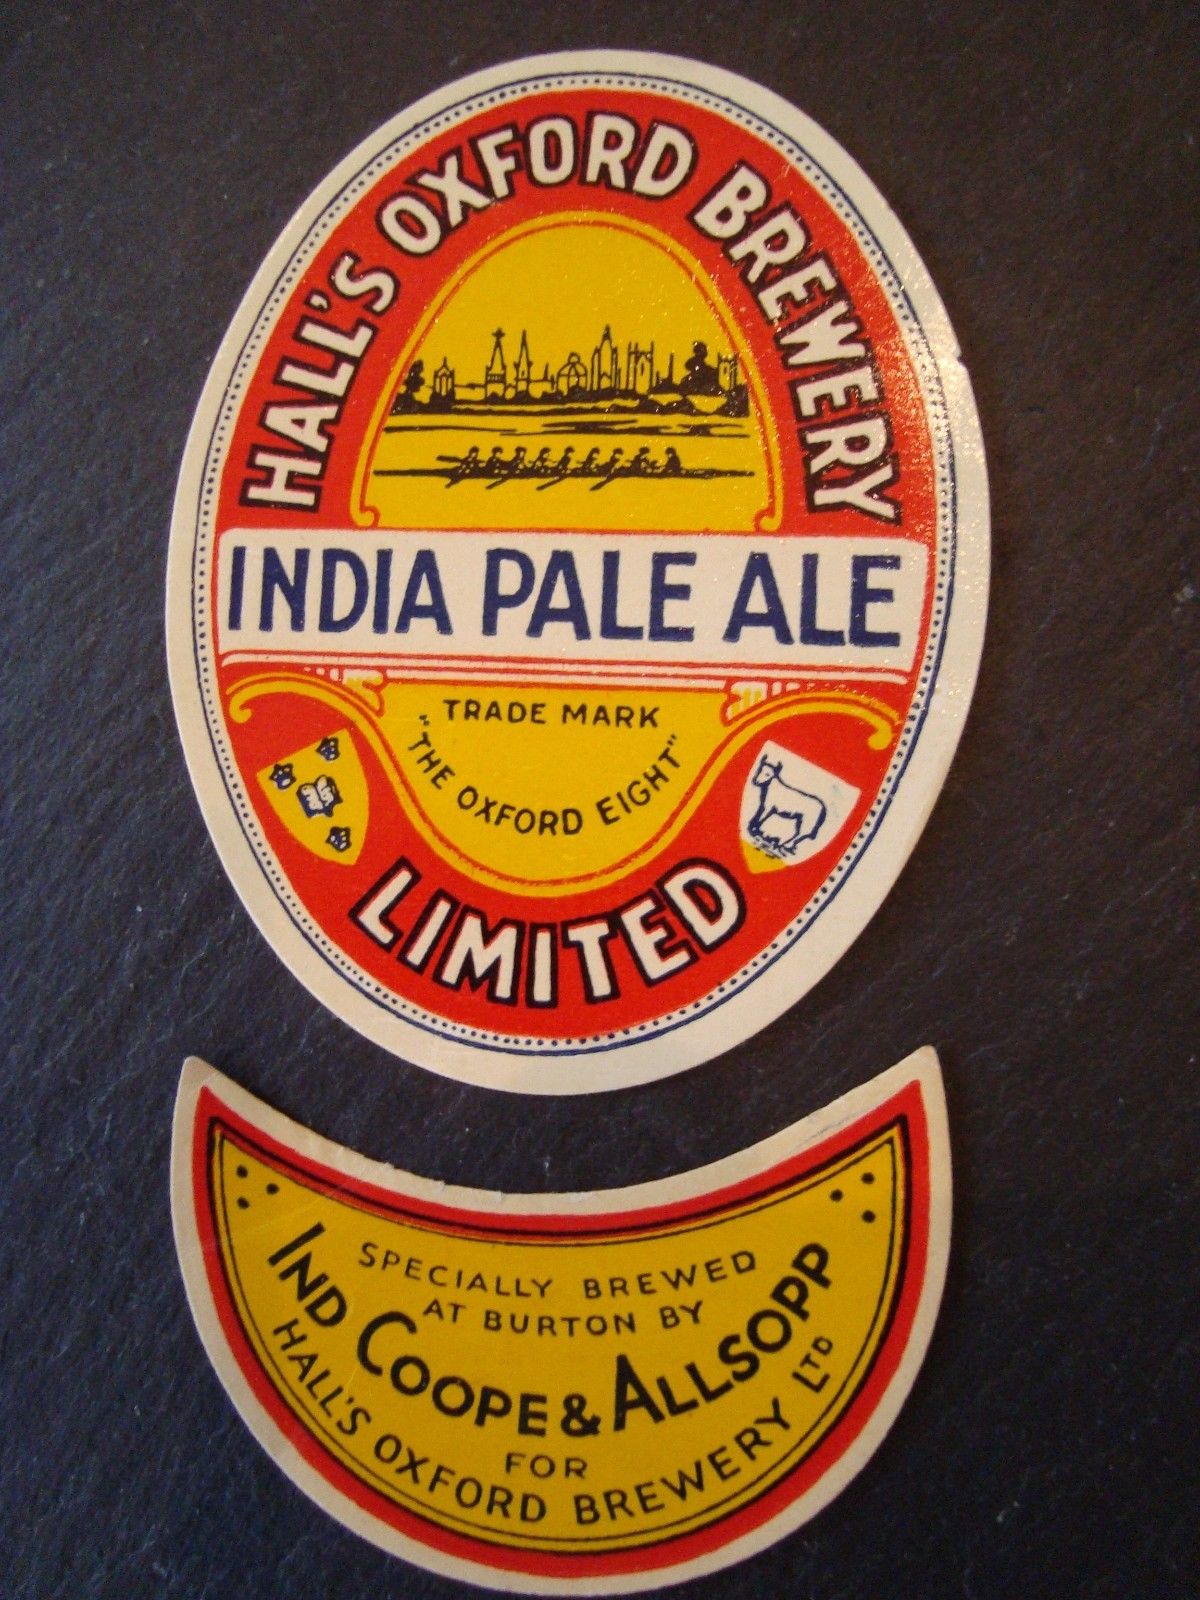 HALL'S OXFORD BREWERY
INDIA PALE ALE
TRADE MARK
"THE OXFORD EIGHT"
LIMITED
SPECIALLY BREWED
AT BURTON BY
IND COOPE & ALLSOPP
FOR
HALL'S OXFORD BREWERY LTD